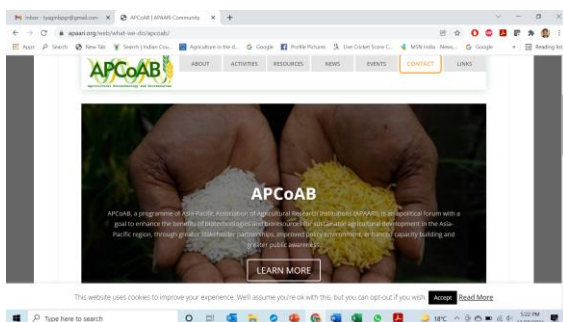 Inbox - tyagirbppr@gmail.com
APCoAB | APAARI Community
apaari.org/web/what-we-do/apcoab/
Apps
Search
New Tab
Search | Indian Cou...
Agriculture in the d...
Google
Profile Pictures
Live Cricket Score C...
MSN India - News,...
Google
Reading list
APCoAB
Agricultural Biotechnology and Bioresources
ABOUT
ACTIVITIES
RESOURCES
NEWS
EVENTS
CONTACT
LINKS
APCoAB
APCoAB, a programme of Asia-Pacific Association of Agricultural Research Institutions (APAARI), is an apolitical forum with a
goal to enhance the benefits of biotechnologies and bioresources for sustainable agricultural development in the Asia-
Pacific region, through greater stakeholder partnerships, improved policy environment, enhanced capacity building and
greater public awareness.
LEARN MORE
This website uses cookies to improve your experience. We'll assume you're ok with this, but you can opt-out if you wish.
Accept
Read More
Type here to search
18°C
5:22 PM